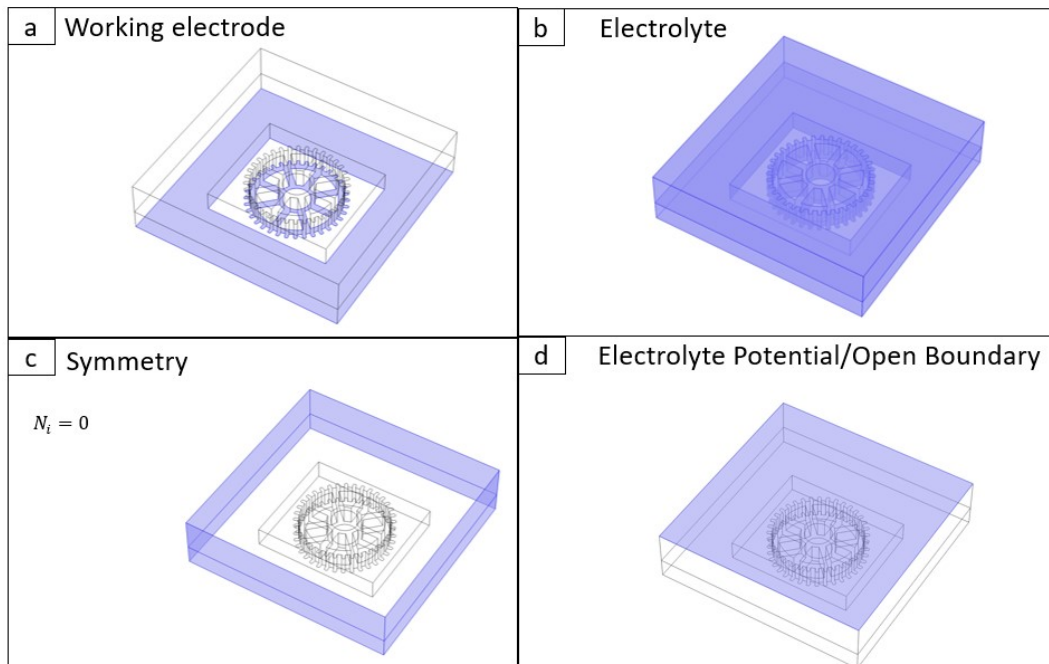 a Working electrode
b Electrolyte
c Symmetry
N_i = 0
d Electrolyte Potential/Open Boundary